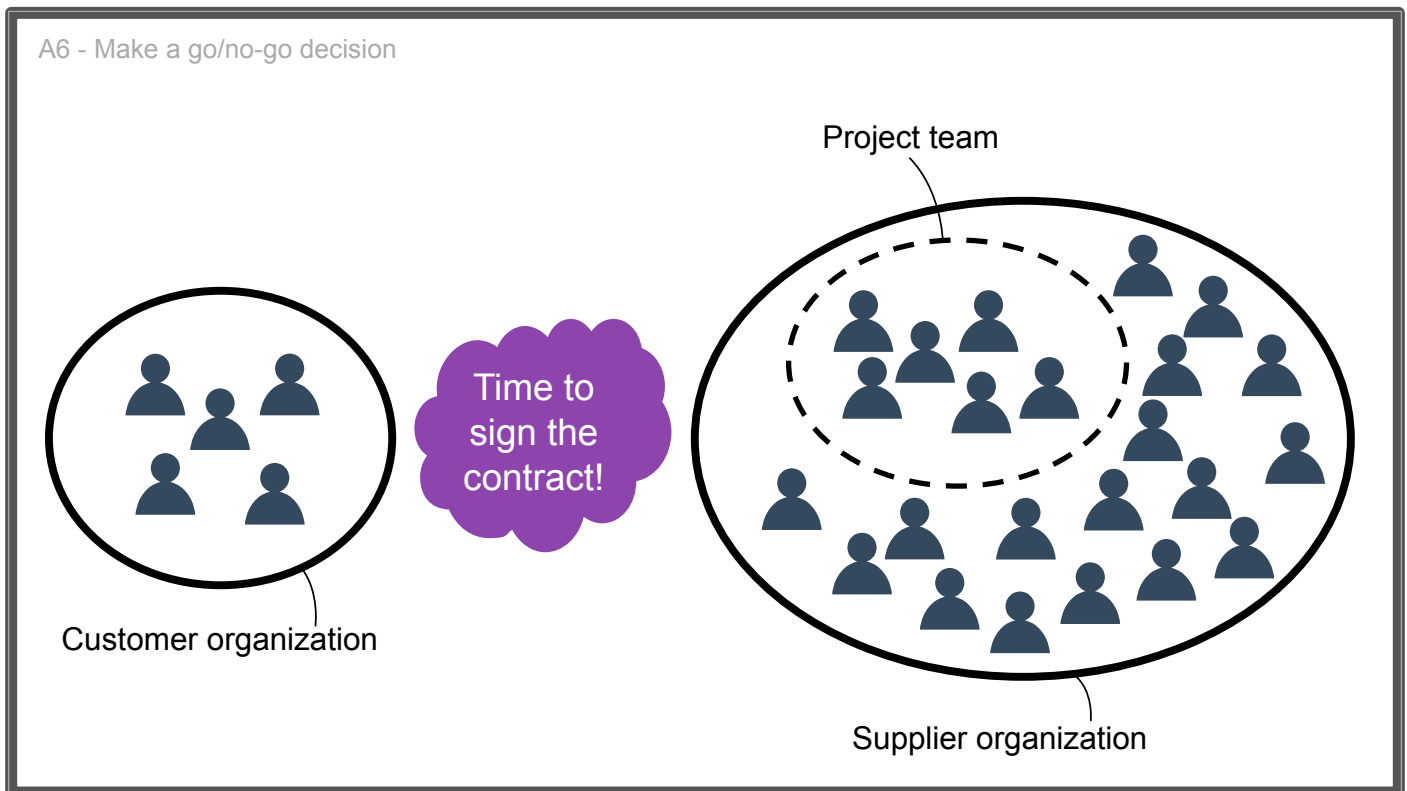 A6 - Make a go/no-go decision
Project team
Time to
sign the
contract!
Customer organization
Supplier organization